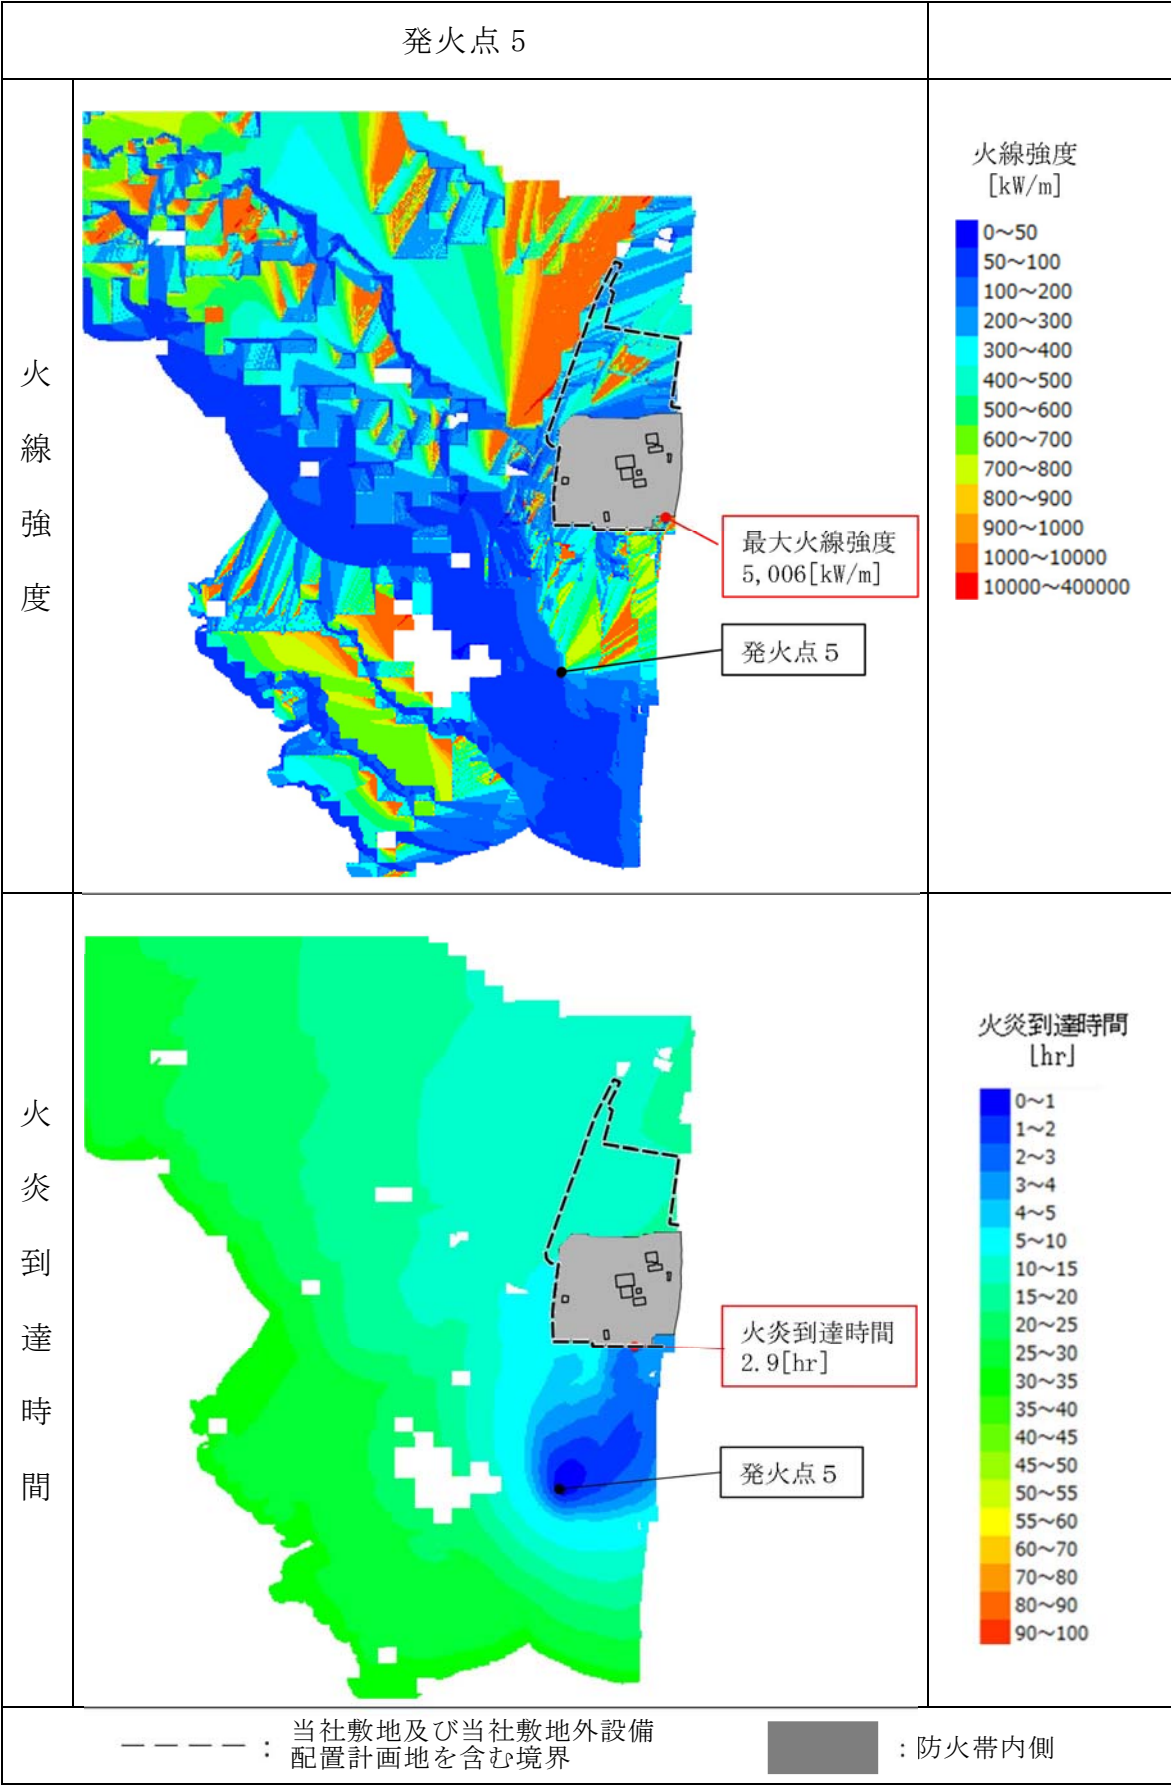 発火点５
火線強度
火線強度
[kW/m]
0～50
50～100
100～200
200～300
300～400
400～500
500～600
600～700
700～800
800～900
900～1000
1000～10000
10000～400000
最大火線強度
5,006[kW/m]
発火点５
火炎到達時間
火炎到達時間
[hr]
0～1
1～2
2～3
3～4
4～5
5～10
10～15
15～20
20～25
25～30
30～35
35～40
40～45
45～50
50～55
55～60
60～70
70～80
80～90
90～100
火炎到達時間
2.9[hr]
発火点５
：当社敷地及び当社敷地外設備
配置計画地を含む境界
：防火帯内側